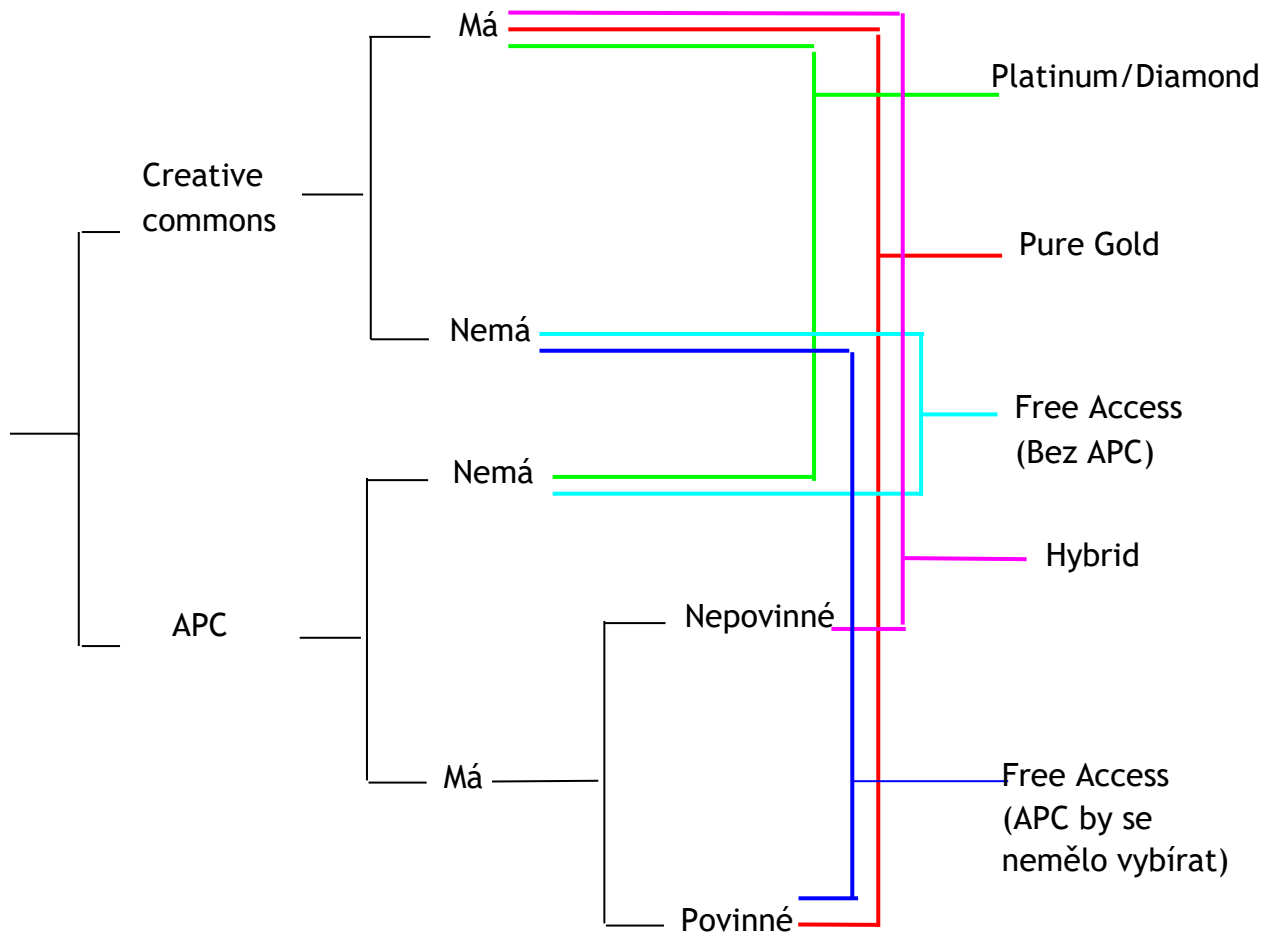 Má
Platinum/Diamond
Creative
commons
Pure Gold
Nemá
Free Access
(Bez APC)
Nemá
Hybrid
APC
Nepovinné
Má
Free Access
(APC by se
nemělo vybírat)
Povinné